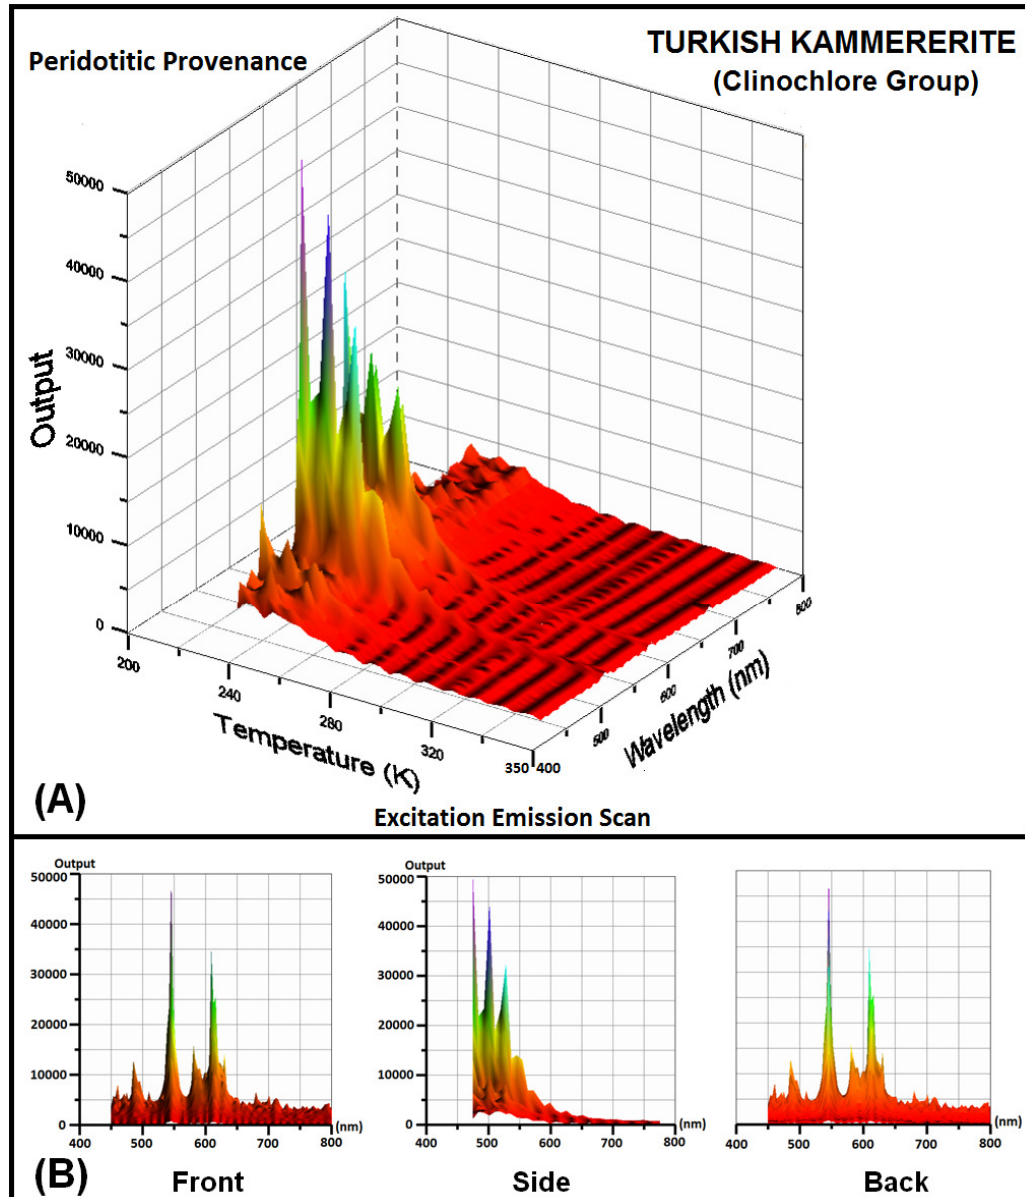 Peridotitic Provenance
TURKISH KAMMERERITE
(Clinochlore Group)
50000
40000
30000
20000
10000
0
Output
200
240
280
320
350
Temperature (K)
400
500
600
700
800
Wavelength (nm)
(A)
Excitation Emission Scan
Output
50000
40000
30000
20000
10000
0
400 500 600 700 800
(nm)
Front
50000
40000
30000
20000
10000
0
400 500 600 700 800
(nm)
Side
400 500 600 700 800
(nm)
Back
(B)